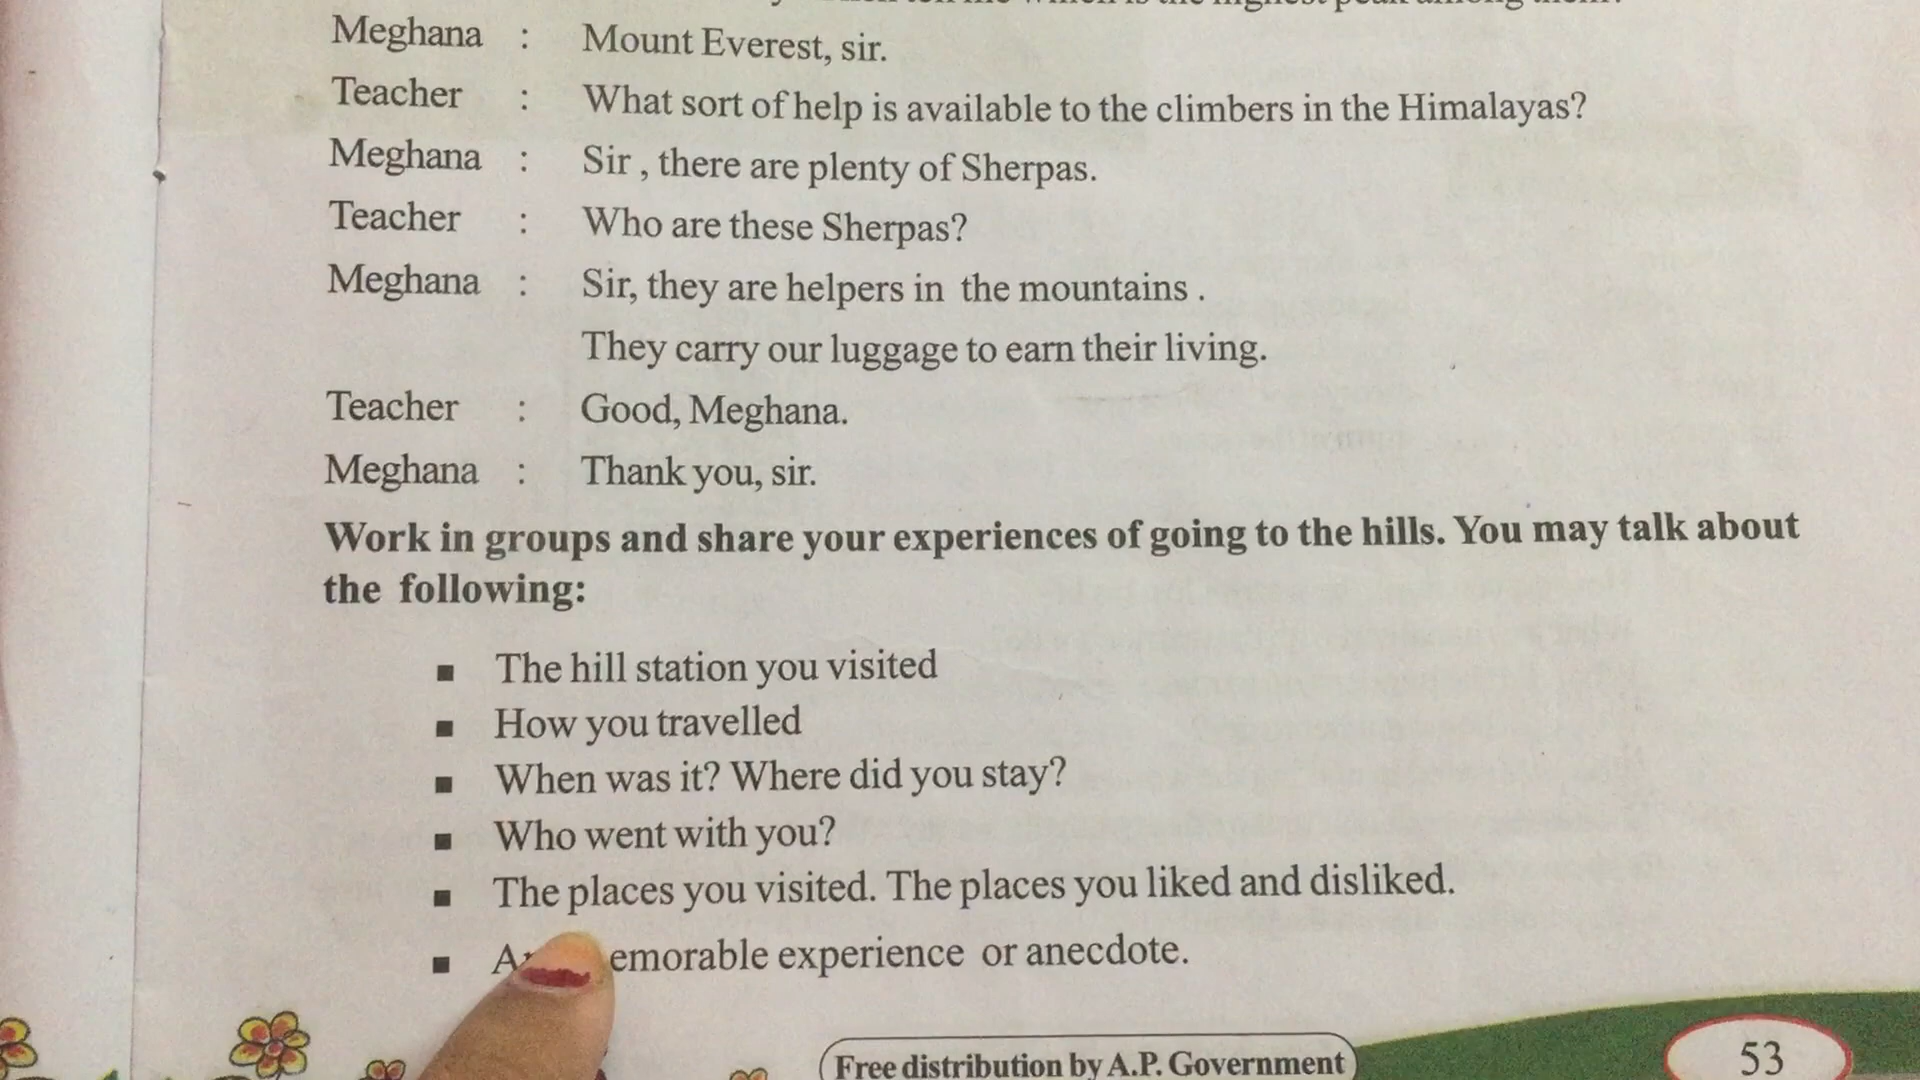 highest peak among them?
Meghana : Mount Everest, sir.
Teacher : What sort of help is available to the climbers in the Himalayas?
Meghana : Sir , there are plenty of Sherpas.
Teacher : Who are these Sherpas?
Meghana : Sir, they are helpers in the mountains .
They carry our luggage to earn their living.
Teacher : Good, Meghana.
Meghana : Thank you, sir.
Work in groups and share your experiences of going to the hills. You may talk about
the following:
▪ The hill station you visited
▪ How you travelled
▪ When was it? Where did you stay?
▪ Who went with you?
▪ The places you visited. The places you liked and disliked.
▪ experience or anecdote.
Free distribution by A.P. Government
53